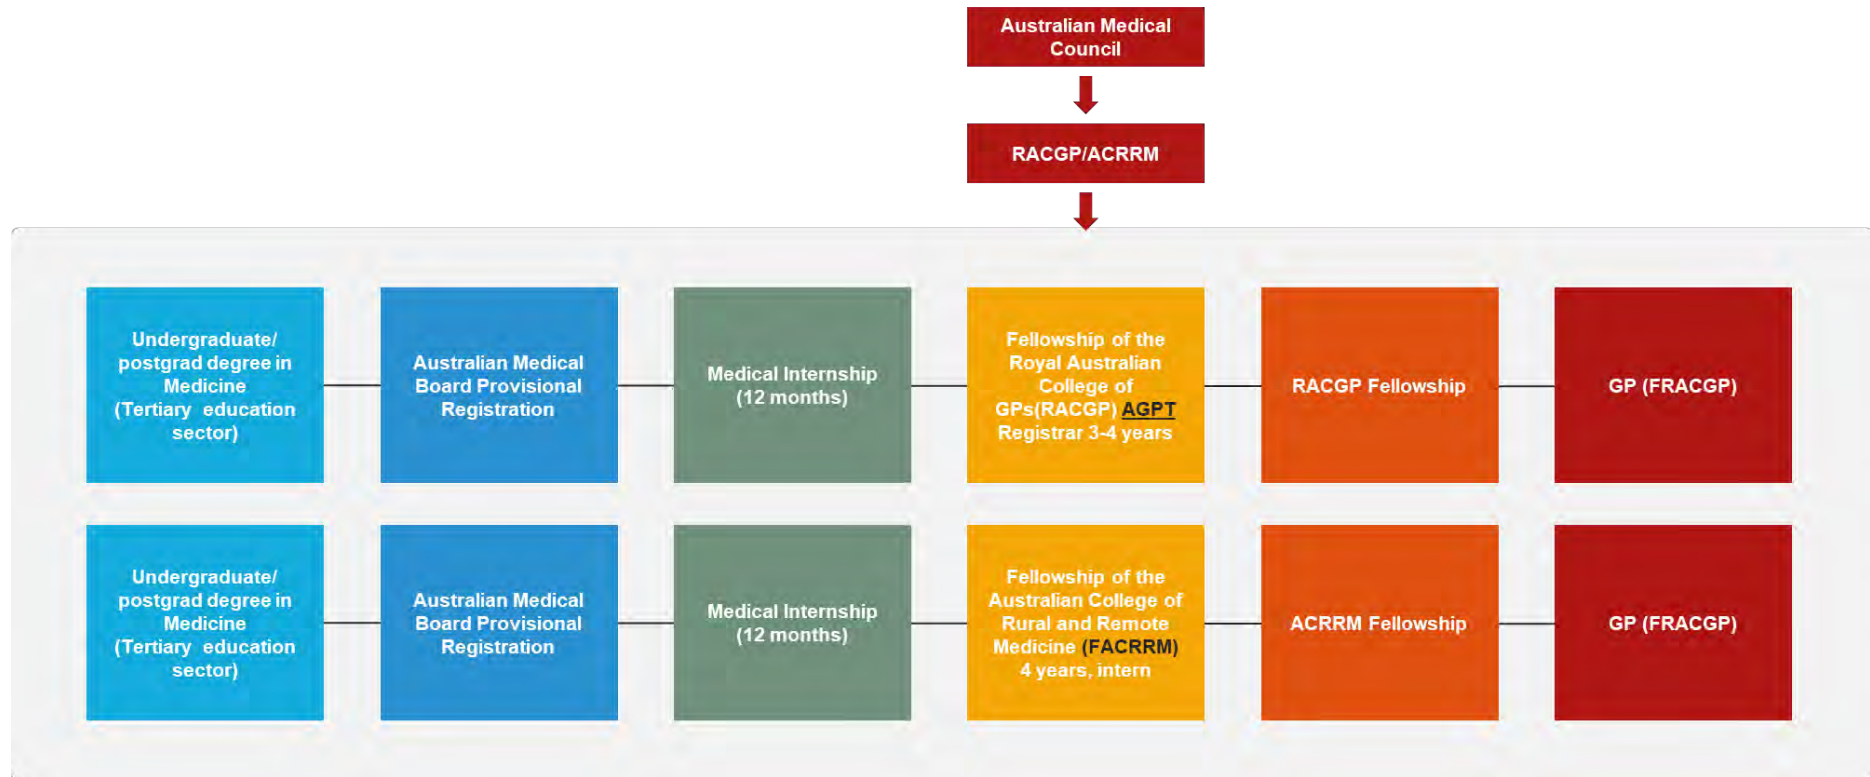 Australian Medical
Council
RACGP/ACRRM
Undergraduate/
postgrad degree in
Medicine
(Tertiary education
sector)
Australian Medical
Board Provisional
Registration
Medical Internship
(12 months)
Fellowship of the
Royal Australian
College of
GPs(RACGP) AGPT
Registrar 3-4 years
RACGP Fellowship
GP (FRACGP)
Undergraduate/
postgrad degree in
Medicine
(Tertiary education
sector)
Australian Medical
Board Provisional
Registration
Medical Internship
(12 months)
Fellowship of the
Australian College of
Rural and Remote
Medicine (FACRRM)
4 years, intern
ACRRM Fellowship
GP (FRACGP)